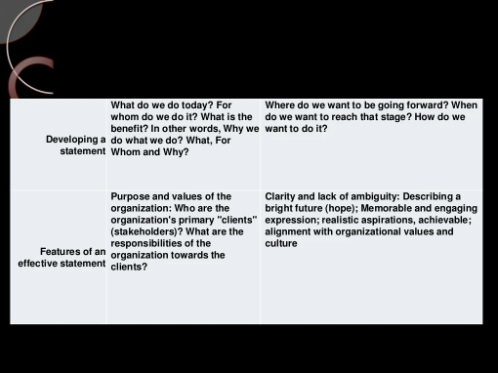 Developing a
statement
What do we do today? For
whom do we do it? What is the
benefit? In other words, Why we
do what we do? What, For
Whom and Why?
Where do we want to be going forward? When
do we want to reach that stage? How do we
want to do it?
Features of an
effective statement
Purpose and values of the
organization: Who are the
organization's primary "clients"
(stakeholders)? What are the
responsibilities of the
organization towards the
clients?
Clarity and lack of ambiguity: Describing a
bright future (hope); Memorable and engaging
expression; realistic aspirations, achievable;
alignment with organizational values and
culture